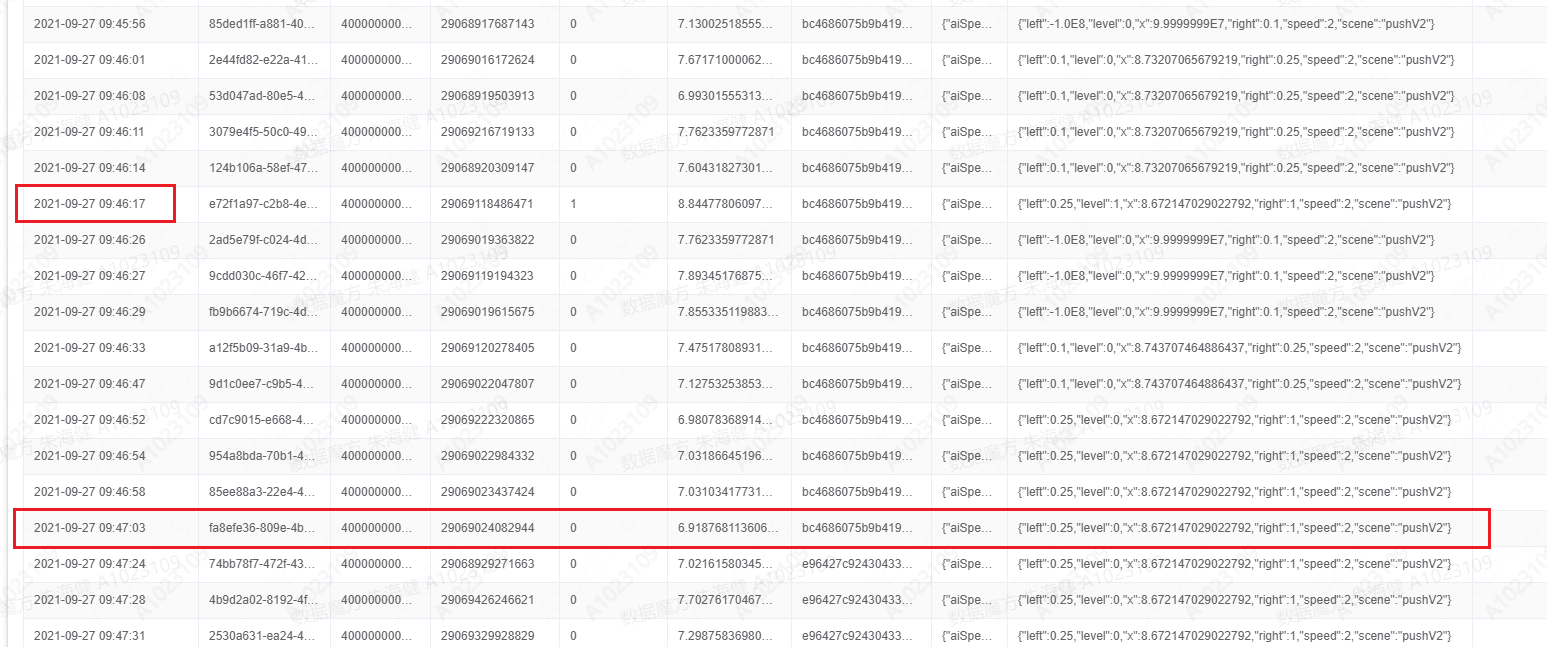 2021-09-27 09:45:56 85ded1ff-a881-40... 400000000... 29068917687143 0 7.13002518555... bc4686075b9b419... {"aiSpe... {"left":-1.0E8,"level":0,"x":9.9999999E7,"right":0.1,"speed":2,"scene":"pushV2"}
2021-09-27 09:46:01 2e44fd82-e22a-41... 400000000... 29069016172624 0 7.67171000062... bc4686075b9b419... {"aiSpe... {"left":0.1,"level":0,"x":8.73207065679219,"right":0.25,"speed":2,"scene":"pushV2"}
2021-09-27 09:46:08 53d047ad-80e5-4... 400000000... 29068919503913 0 6.99301555313... bc4686075b9b419... {"aiSpe... {"left":0.1,"level":0,"x":8.73207065679219,"right":0.25,"speed":2,"scene":"pushV2"}
2021-09-27 09:46:11 3079e4f5-50c0-49... 400000000... 29069216719133 0 7.7623359772871 bc4686075b9b419... {"aiSpe... {"left":0.1,"level":0,"x":8.73207065679219,"right":0.25,"speed":2,"scene":"pushV2"}
2021-09-27 09:46:14 124b106a-58ef-47... 400000000... 29068920309147 0 7.60431827301... bc4686075b9b419... {"aiSpe... {"left":0.1,"level":0,"x":8.73207065679219,"right":0.25,"speed":2,"scene":"pushV2"}
2021-09-27 09:46:17 e72f1a97-c2b8-4e... 400000000... 29069118486471 1 8.84477806097... bc4686075b9b419... {"aiSpe... {"left":0.25,"level":1,"x":8.672147029022792,"right":1,"speed":2,"scene":"pushV2"}
2021-09-27 09:46:26 2ad5e79f-c024-4d... 400000000... 29069019363822 0 7.7623359772871 bc4686075b9b419... {"aiSpe... {"left":-1.0E8,"level":0,"x":9.9999999E7,"right":0.1,"speed":2,"scene":"pushV2"}
2021-09-27 09:46:27 9cdd030c-46f7-42... 400000000... 29069119194323 0 7.89345176875... bc4686075b9b419... {"aiSpe... {"left":-1.0E8,"level":0,"x":9.9999999E7,"right":0.1,"speed":2,"scene":"pushV2"}
2021-09-27 09:46:29 fb9b6674-719c-4d... 400000000... 29069019615675 0 7.855335119883... bc4686075b9b419... {"aiSpe... {"left":-1.0E8,"level":0,"x":9.9999999E7,"right":0.1,"speed":2,"scene":"pushV2"}
2021-09-27 09:46:33 a12f5b09-31a9-4b... 400000000... 29069120278405 0 7.47517808931... bc4686075b9b419... {"aiSpe... {"left":0.1,"level":0,"x":8.743707464886437,"right":0.25,"speed":2,"scene":"pushV2"}
2021-09-27 09:46:47 9d1c0ee7-c9b5-4... 400000000... 29069022047807 0 7.12753253853... bc4686075b9b419... {"aiSpe... {"left":0.1,"level":0,"x":8.743707464886437,"right":0.25,"speed":2,"scene":"pushV2"}
2021-09-27 09:46:52 cd7c9015-e668-4... 400000000... 29069222320865 0 6.98078368914... bc4686075b9b419... {"aiSpe... {"left":0.25,"level":0,"x":8.672147029022792,"right":1,"speed":2,"scene":"pushV2"}
2021-09-27 09:46:54 954a8bda-70b1-4... 400000000... 29069022984332 0 7.03186645196... bc4686075b9b419... {"aiSpe... {"left":0.25,"level":0,"x":8.672147029022792,"right":1,"speed":2,"scene":"pushV2"}
2021-09-27 09:46:58 85ee88a3-22e4-4... 400000000... 29069023437424 0 7.03103417731... bc4686075b9b419... {"aiSpe... {"left":0.25,"level":0,"x":8.672147029022792,"right":1,"speed":2,"scene":"pushV2"}
2021-09-27 09:47:03 fa8efe36-809e-4b... 400000000... 29069024082944 0 6.918768113606... bc4686075b9b419... {"aiSpe... {"left":0.25,"level":0,"x":8.672147029022792,"right":1,"speed":2,"scene":"pushV2"}
2021-09-27 09:47:24 74bb78f7-472f-43... 400000000... 29068929271663 0 7.02161580345... e96427c92430433... {"aiSpe... {"left":0.25,"level":0,"x":8.672147029022792,"right":1,"speed":2,"scene":"pushV2"}
2021-09-27 09:47:28 4b9d2a02-8192-4f... 400000000... 29069426246621 0 7.70276170467... e96427c92430433... {"aiSpe... {"left":0.25,"level":0,"x":8.672147029022792,"right":1,"speed":2,"scene":"pushV2"}
2021-09-27 09:47:31 2530a631-ea24-4... 400000000... 29069329928829 0 7.29875836980... e96427c92430433... {"aiSpe... {"left":0.25,"level":0,"x":8.672147029022792,"right":1,"speed":2,"scene":"pushV2"}
数据魔方 朱海健 A1023109